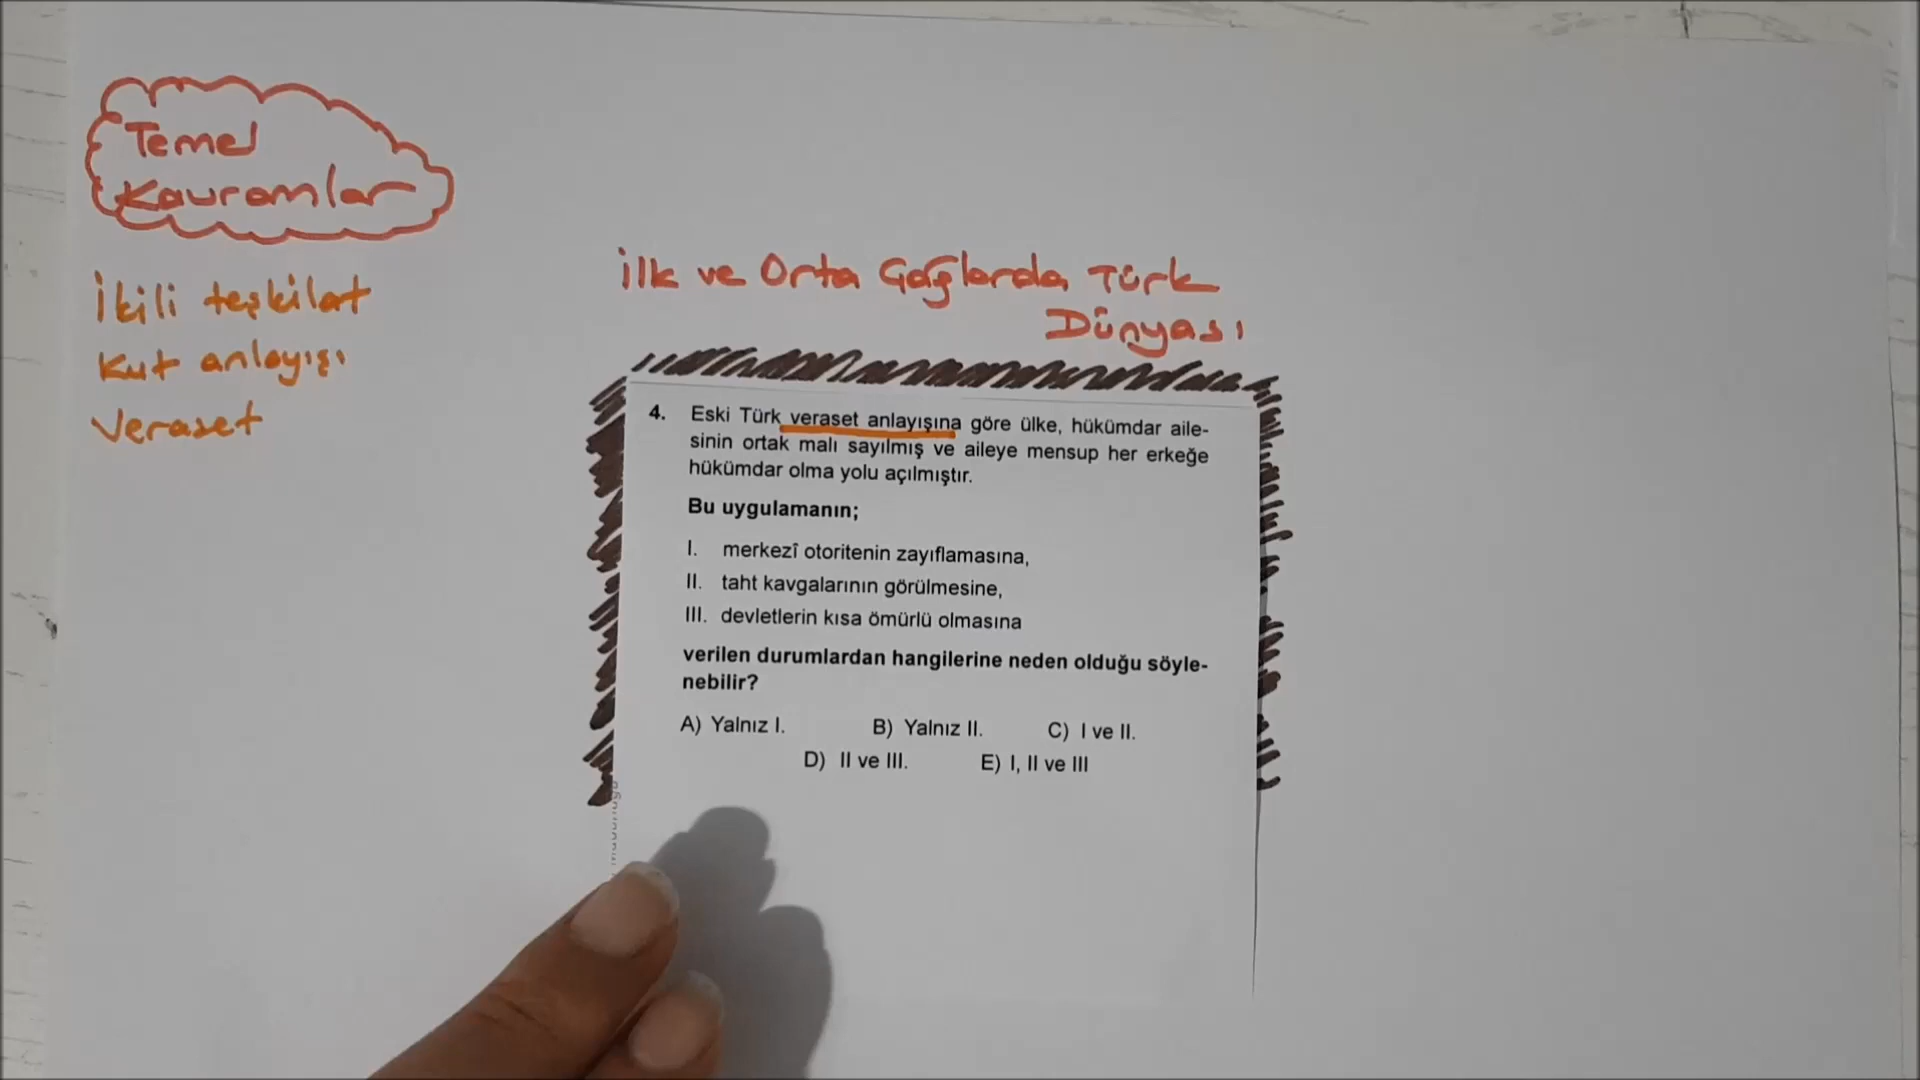 Temel
Kavramlar
İkili teşkilat
Kut anlayışı
Veraset
İlk ve Orta Çağlarda Türk
Dünyası
4. Eski Türk veraset anlayışına göre ülke, hükümdar aile-
sinin ortak malı sayılmış ve aileye mensup her erkeğe
hükümdar olma yolu açılmıştır.
Bu uygulamanın;
I. merkezî otoritenin zayıflamasına,
II. taht kavgalarının görülmesine,
III. devletlerin kısa ömürlü olmasına
verilen durumlardan hangilerine neden olduğu söyle-
nebilir?
A) Yalnız I. B) Yalnız II. C) I ve II.
D) II ve III. E) I, II ve III